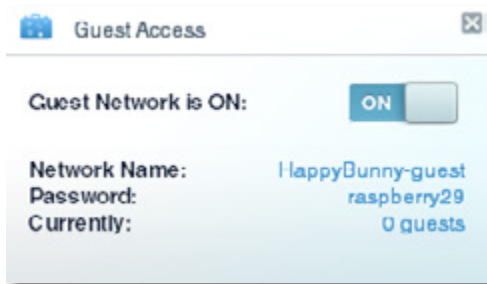 Guest Access
Guest Network is ON: ON
Network Name: HappyBunny-guest
Password: raspberry29
Currently: 0 guests